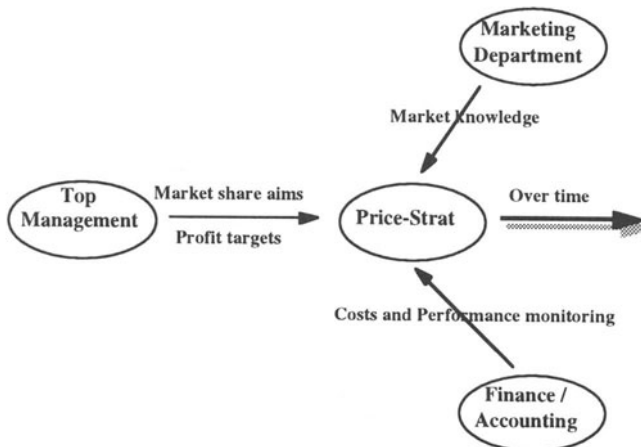 Marketing
Department
Market knowledge
Top
Management
Market share aims
Profit targets
Price-Strat
Over time
Costs and Performance monitoring
Finance /
Accounting